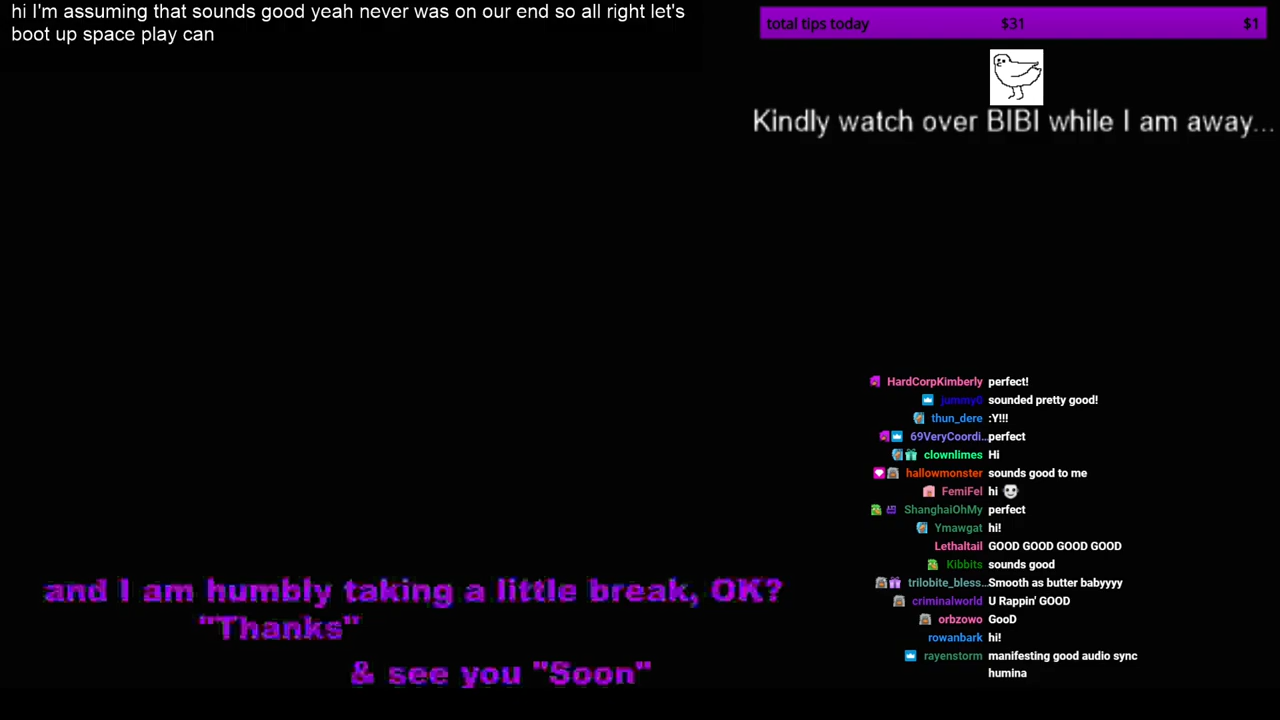 hi I'm assuming that sounds good yeah never was on our end so all right let's
boot up space play can
total tips today $31 $1
Kindly watch over BIBI while I am away...
HardCorpKimberly perfect!
jummy0 sounded pretty good!
thun_dere :Y!!!
69VeryCoordi... perfect
clownlimes Hi
hallowmonster sounds good to me
FemiFel hi
ShanghaiOhMy perfect
Ymawgat hi!
Lethaltail GOOD GOOD GOOD GOOD
Kibbits sounds good
trilobite_bless... Smooth as butter babyyyy
criminalworld U Rappin' GOOD
orbzowo GooD
rowanbark hi!
rayenstorm manifesting good audio sync
humina
and I am humbly taking a little break, OK?
"Thanks"
& see you "Soon"